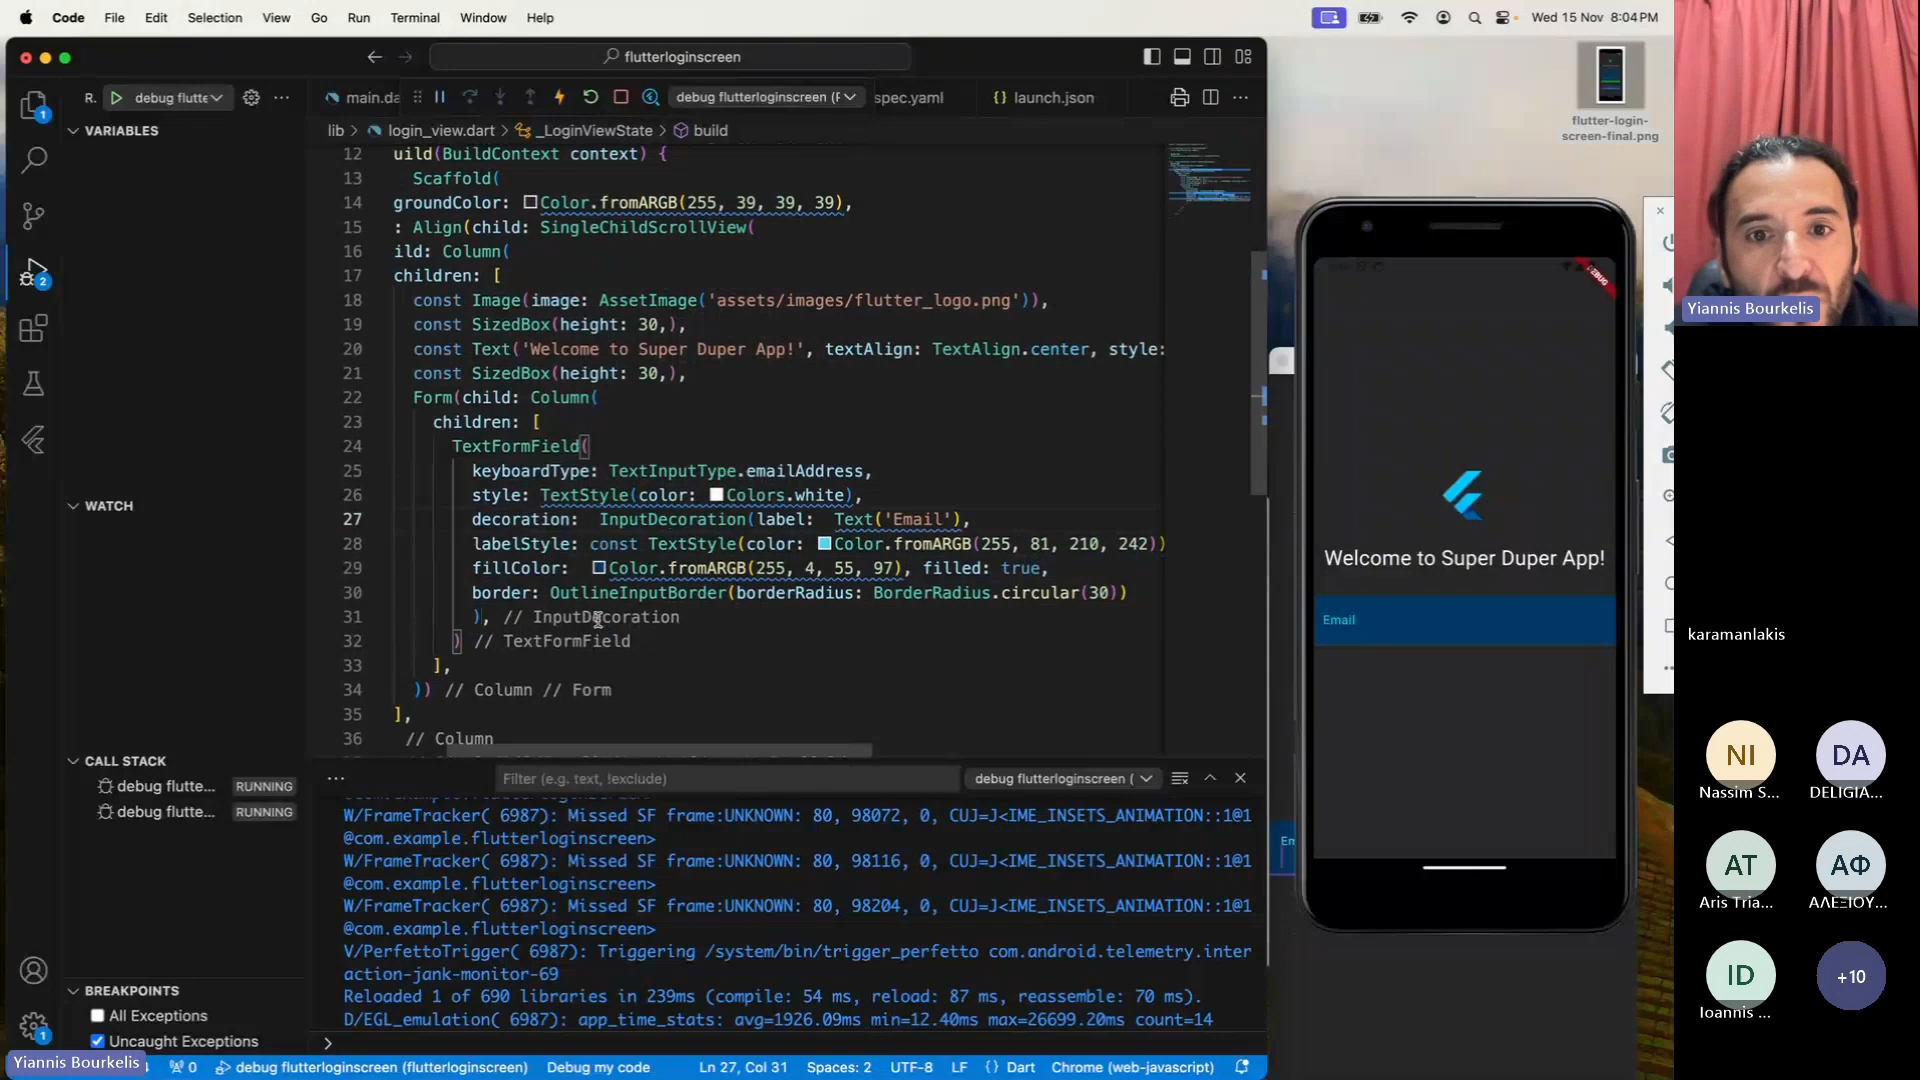 Code File Edit Selection View Go Run Terminal Window Help
Wed 15 Nov 8:04PM
flutterloginscreen
R. debug flutte
main.da
debug flutterloginscreen (F
spec.yaml
{} launch.json
VARIABLES
lib > login_view.dart > _LoginViewState > build
12 uild(BuildContext context) {
13 Scaffold(
14 groundColor: Color.fromARGB(255, 39, 39, 39),
15 : Align(child: SingleChildScrollView(
16 ild: Column(
17 children: [
18 const Image(image: AssetImage('assets/images/flutter_logo.png')),
19 const SizedBox(height: 30,),
20 const Text('Welcome to Super Duper App!', textAlign: TextAlign.center, style:
21 const SizedBox(height: 30,),
22 Form(child: Column(
23 children: [
24 TextFormField(
25 keyboardType: TextInputType.emailAddress,
26 style: TextStyle(color: Colors.white),
27 decoration: InputDecoration(label: Text('Email'),
28 labelStyle: const TextStyle(color: Color.fromARGB(255, 81, 210, 242))
29 fillColor: Color.fromARGB(255, 4, 55, 97), filled: true,
30 border: OutlineInputBorder(borderRadius: BorderRadius.circular(30))
31 ), // InputDecoration
32 ) // TextFormField
33 ],
34 )) // Column // Form
35 ],
36 // Column
WATCH
CALL STACK
debug flutte... RUNNING
debug flutte... RUNNING
BREAKPOINTS
All Exceptions
Uncaught Exceptions
Filter (e.g. text, !exclude)
debug flutterloginscreen (
W/FrameTracker( 6987): Missed SF frame:UNKNOWN: 80, 98072, 0, CUJ=J<IME_INSETS_ANIMATION::1@1
@com.example.flutterloginscreen>
W/FrameTracker( 6987): Missed SF frame:UNKNOWN: 80, 98116, 0, CUJ=J<IME_INSETS_ANIMATION::1@1
@com.example.flutterloginscreen>
W/FrameTracker( 6987): Missed SF frame:UNKNOWN: 80, 98204, 0, CUJ=J<IME_INSETS_ANIMATION::1@1
@com.example.flutterloginscreen>
V/PerfettoTrigger( 6987): Triggering /system/bin/trigger_perfetto com.android.telemetry.inter
action-jank-monitor-69
Reloaded 1 of 690 libraries in 239ms (compile: 54 ms, reload: 87 ms, reassemble: 70 ms).
D/EGL_emulation( 6987): app_time_stats: avg=1926.09ms min=12.40ms max=26699.20ms count=14
Yiannis Bourkelis
0 debug flutterloginscreen (flutterloginscreen) Debug my code Ln 27, Col 31 Spaces: 2 UTF-8 LF {} Dart Chrome (web-javascript)
flutter-login-
screen-final.png
DEBUG
Welcome to Super Duper App!
Email
Em
Yiannis Bourkelis
karamanlakis
NI
Nassim S...
DA
DELIGIA...
AT
Aris Tria...
ΑΦ
ΑΛΕΞΙΟΥ...
ID
Ioannis ...
+10